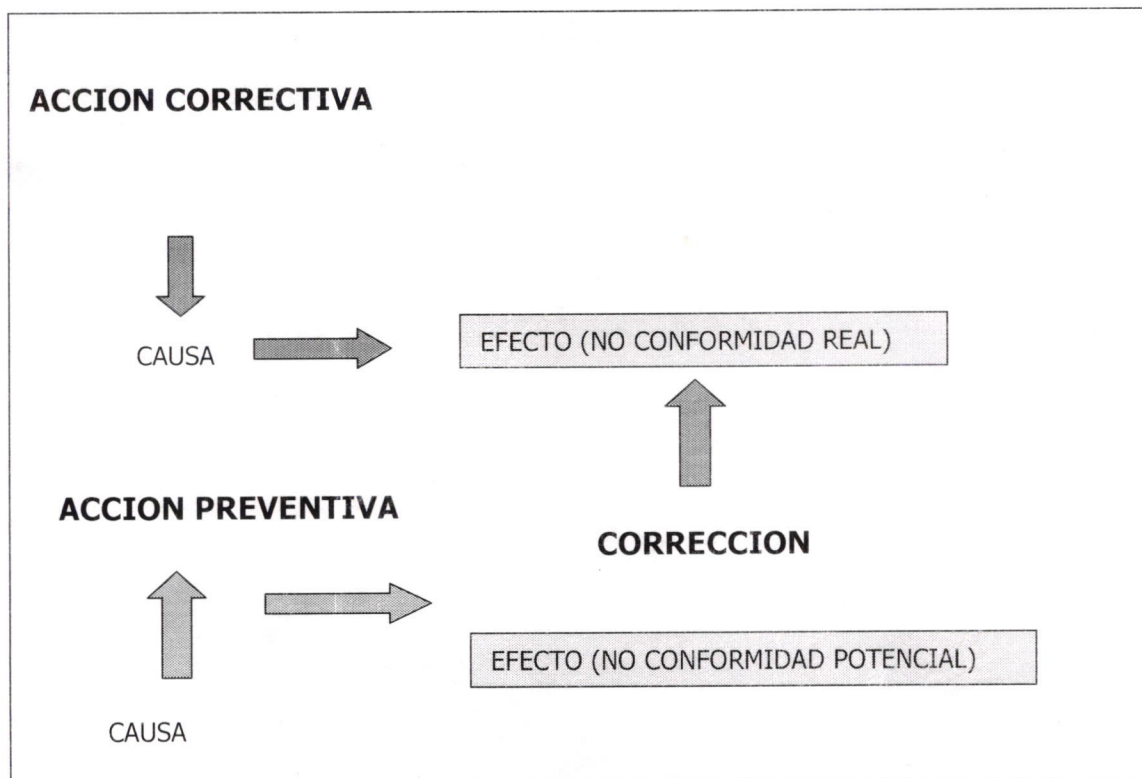 ACCION CORRECTIVA
CAUSA
EFECTO (NO CONFORMIDAD REAL)
ACCION PREVENTIVA
CORRECCION
EFECTO (NO CONFORMIDAD POTENCIAL)
CAUSA